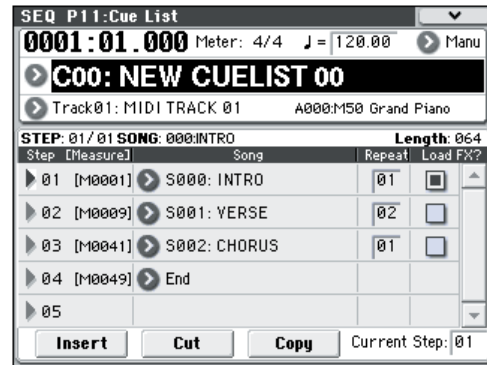 SEQ P11:Cue List
0001:01.000 Meter: 4/4 ♩= 120.00 Manu
C00: NEW CUELIST 00
Track01: MIDI TRACK 01 A000:M50 Grand Piano
STEP: 01/01 SONG: 000:INTRO Length: 064
Step [Measure] Song Repeat Load FX?
01 [M0001] S000: INTRO 01
02 [M0009] S001: VERSE 02
03 [M0041] S002: CHORUS 01
04 [M0049] End
05
Insert Cut Copy Current Step: 01